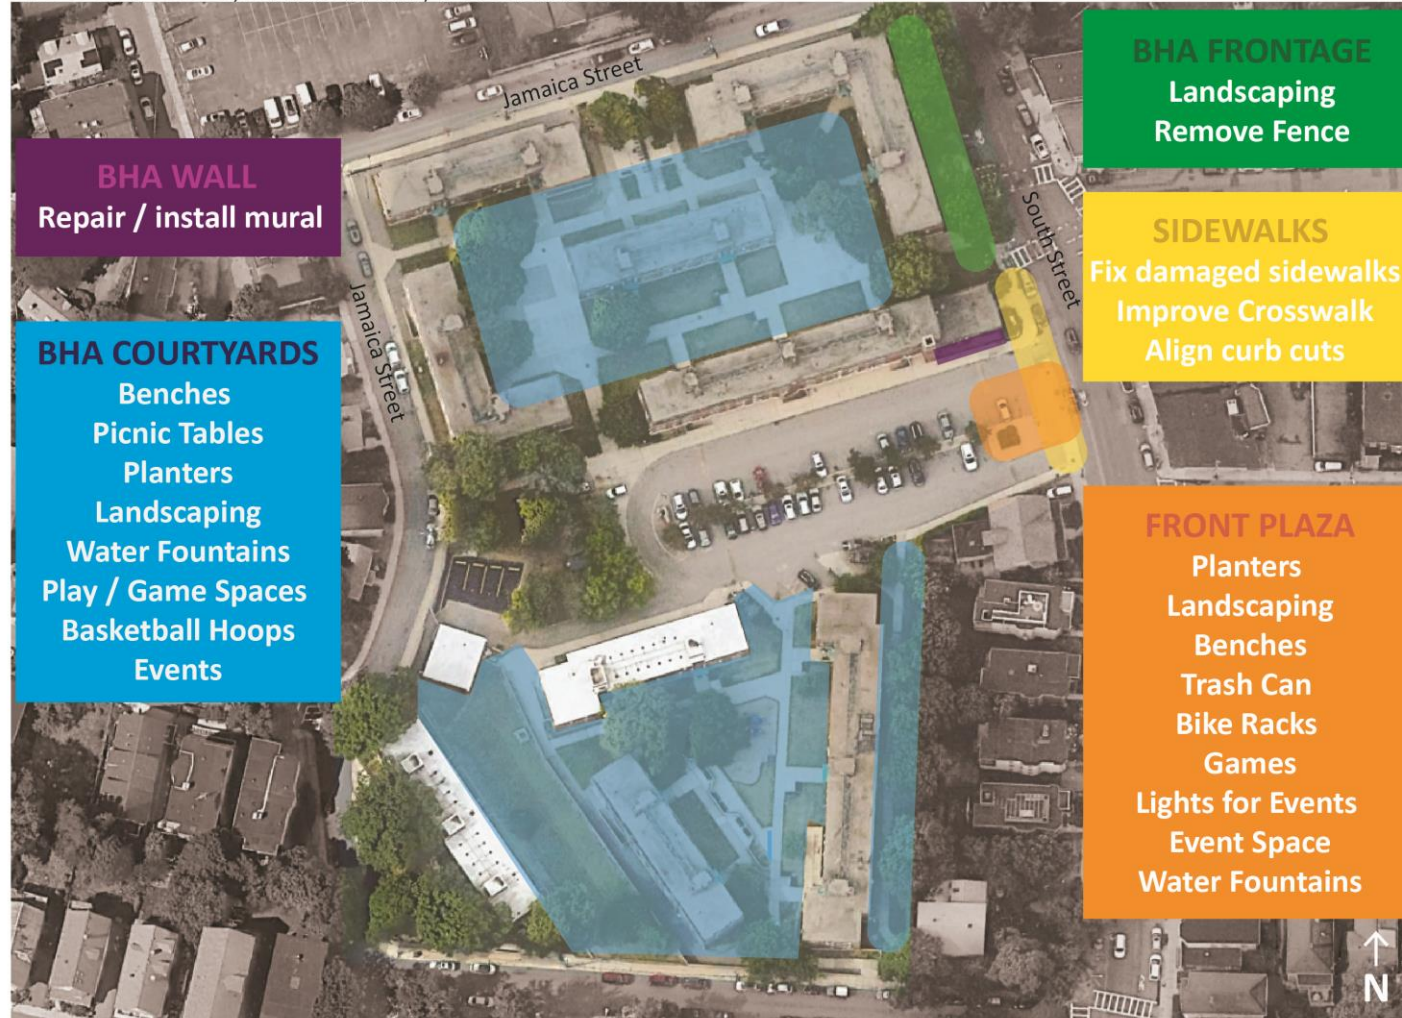 Jamaica Street
BHA FRONTAGE
Landscaping
Remove Fence
BHA WALL
Repair / install mural
SIDEWALKS
Fix damaged sidewalks
Improve Crosswalk
Align curb cuts
South Street
Jamaica Street
BHA COURTYARDS
Benches
Picnic Tables
Planters
Landscaping
Water Fountains
Play / Game Spaces
Basketball Hoops
Events
FRONT PLAZA
Planters
Landscaping
Benches
Trash Can
Bike Racks
Games
Lights for Events
Event Space
Water Fountains
N